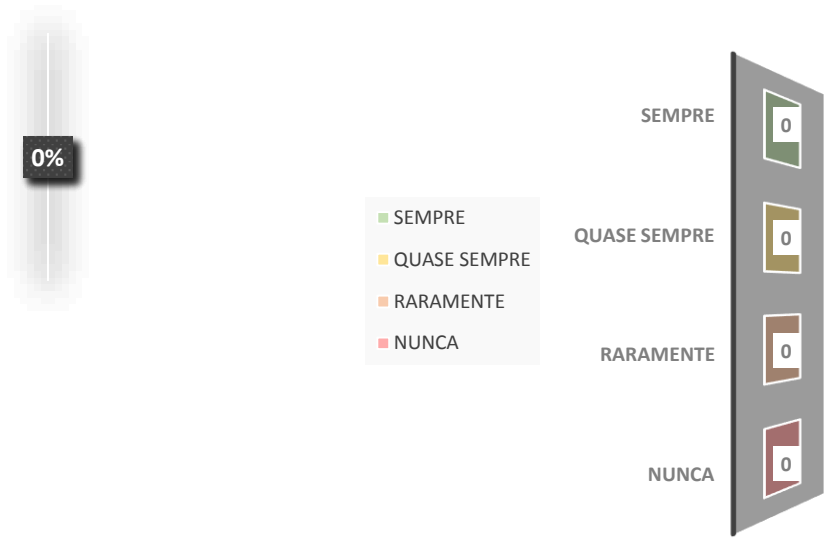 0%
SEMPRE
QUASE SEMPRE
RARAMENTE
NUNCA
SEMPRE 0
QUASE SEMPRE 0
RARAMENTE 0
NUNCA 0